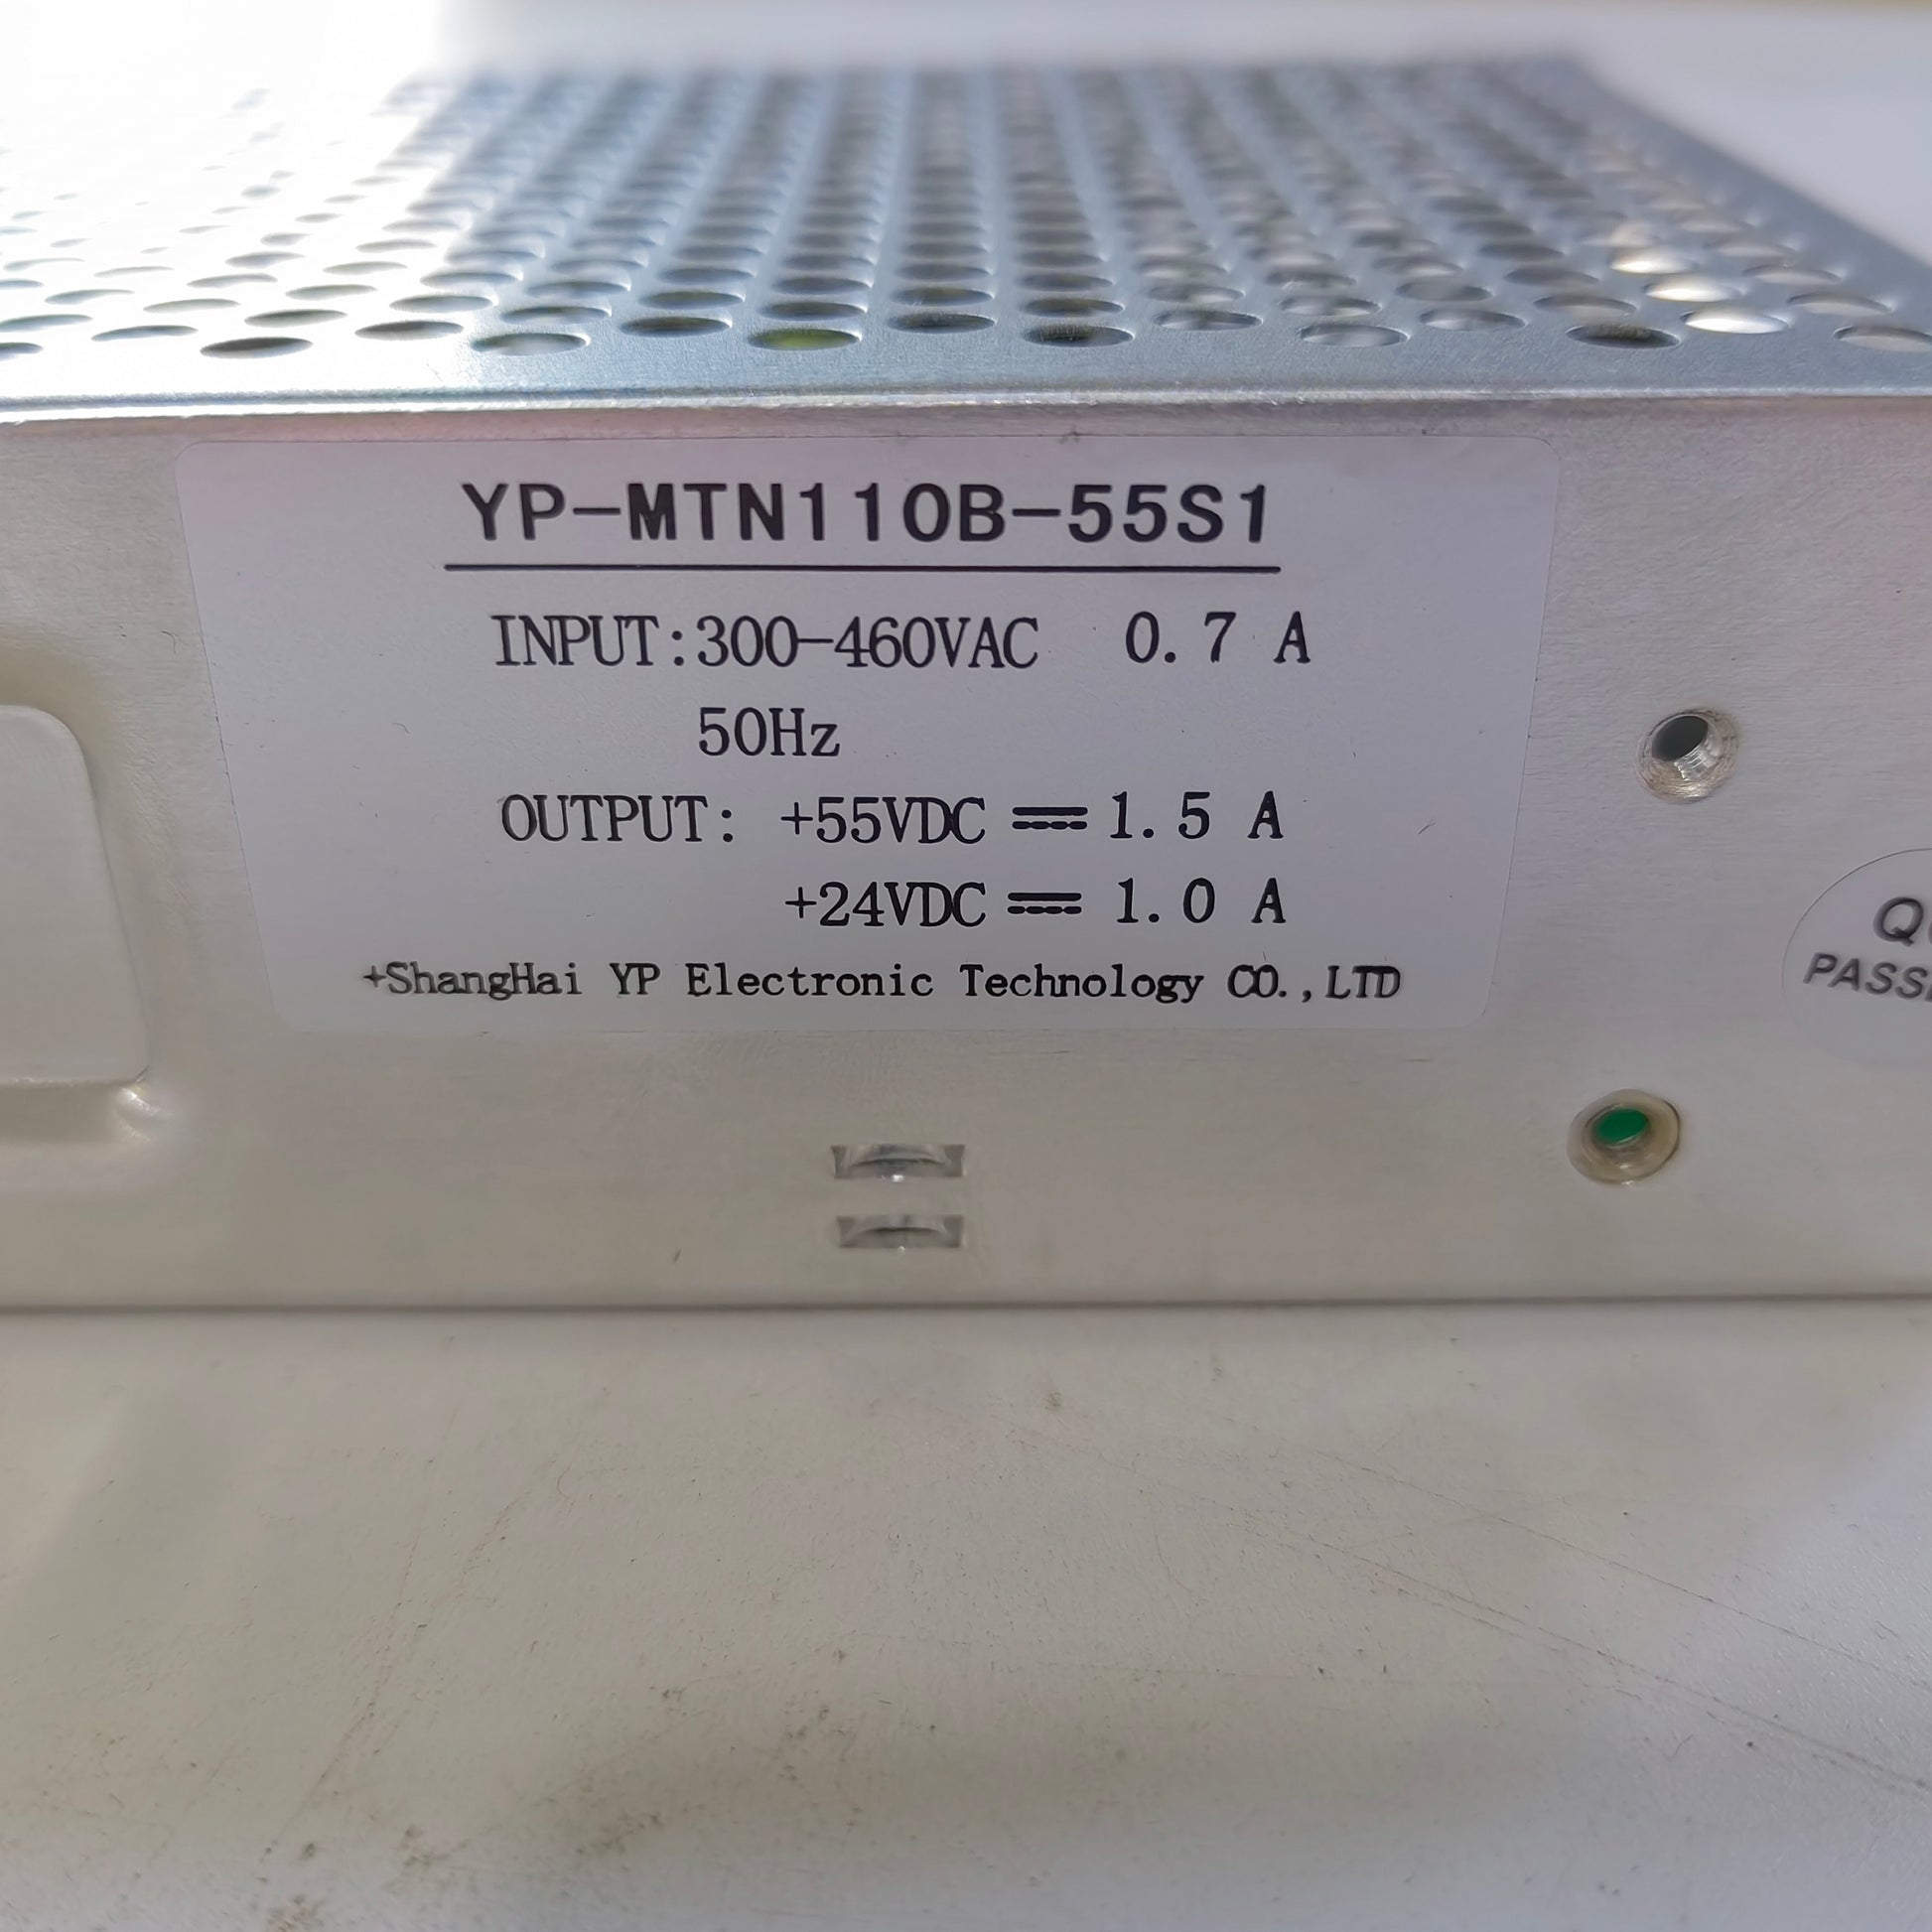 YP-MTN110B-55S1
INPUT:300-460VAC 0.7 A
50Hz
OUTPUT: +55VDC ⎓ 1.5 A
+24VDC ⎓ 1.0 A
+ShangHai YP Electronic Technology CO.,LTD